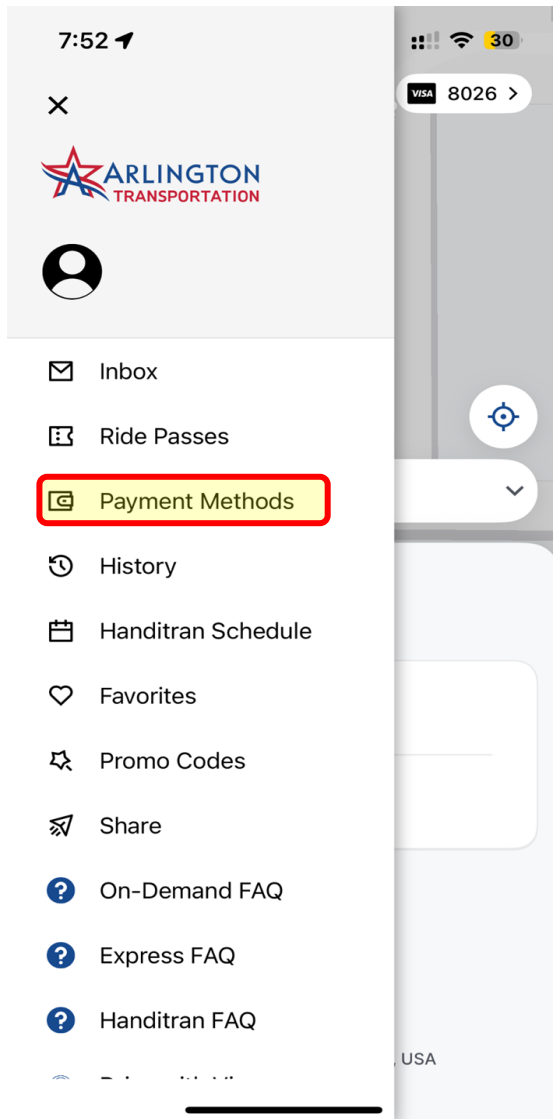 7:52
30
VISA 8026
ARLINGTON
TRANSPORTATION
Inbox
Ride Passes
Payment Methods
History
Handitran Schedule
Favorites
Promo Codes
Share
? On-Demand FAQ
? Express FAQ
? Handitran FAQ
, USA